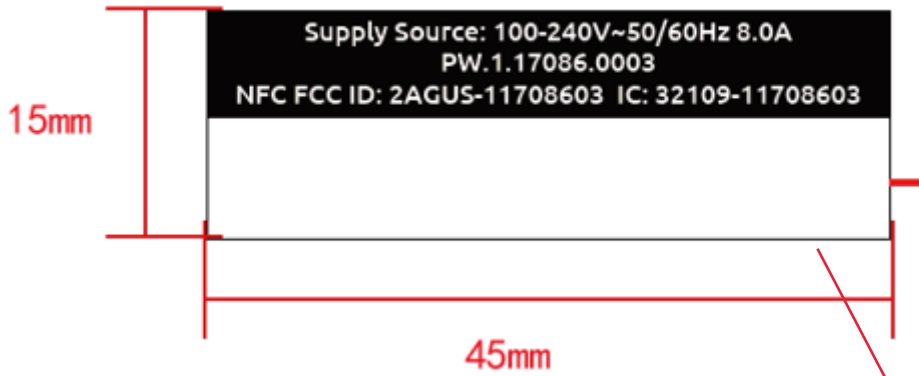 Supply Source: 100-240V~50/60Hz 8.0A
PW.1.17086.0003
NFC FCC ID: 2AGUS-11708603 IC: 32109-11708603
15mm
45mm